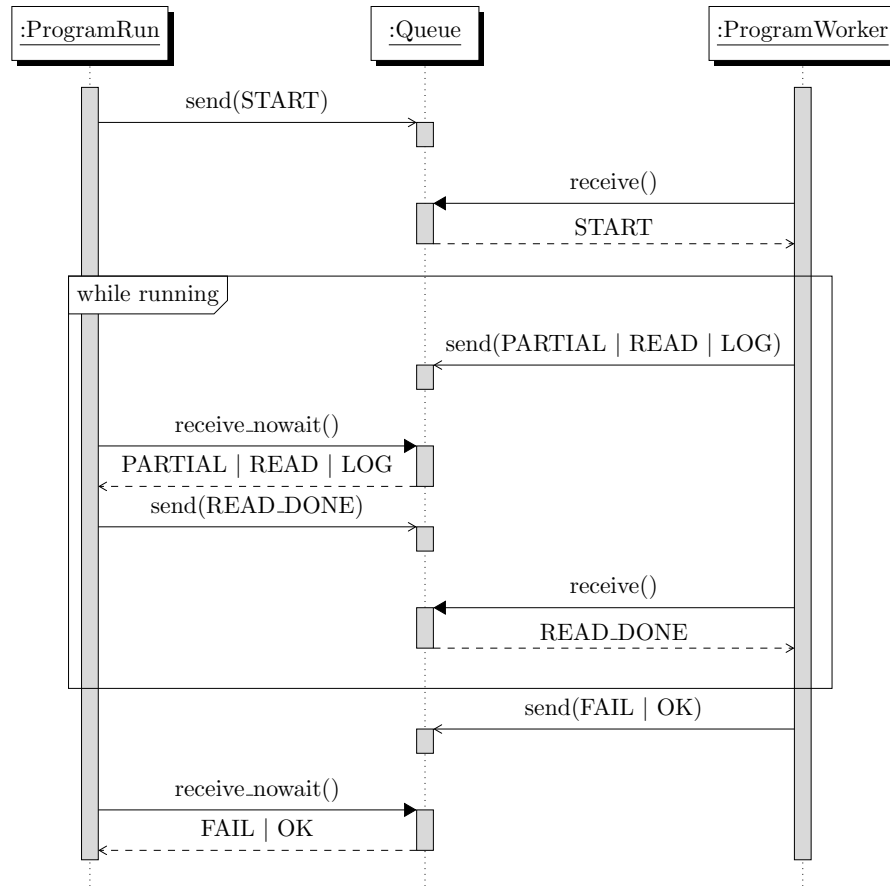 :ProgramRun
:Queue
:ProgramWorker
send(START)
receive()
START
while running
send(PARTIAL | READ | LOG)
receive_nowait()
PARTIAL | READ | LOG
send(READ_DONE)
receive()
READ_DONE
send(FAIL | OK)
receive_nowait()
FAIL | OK